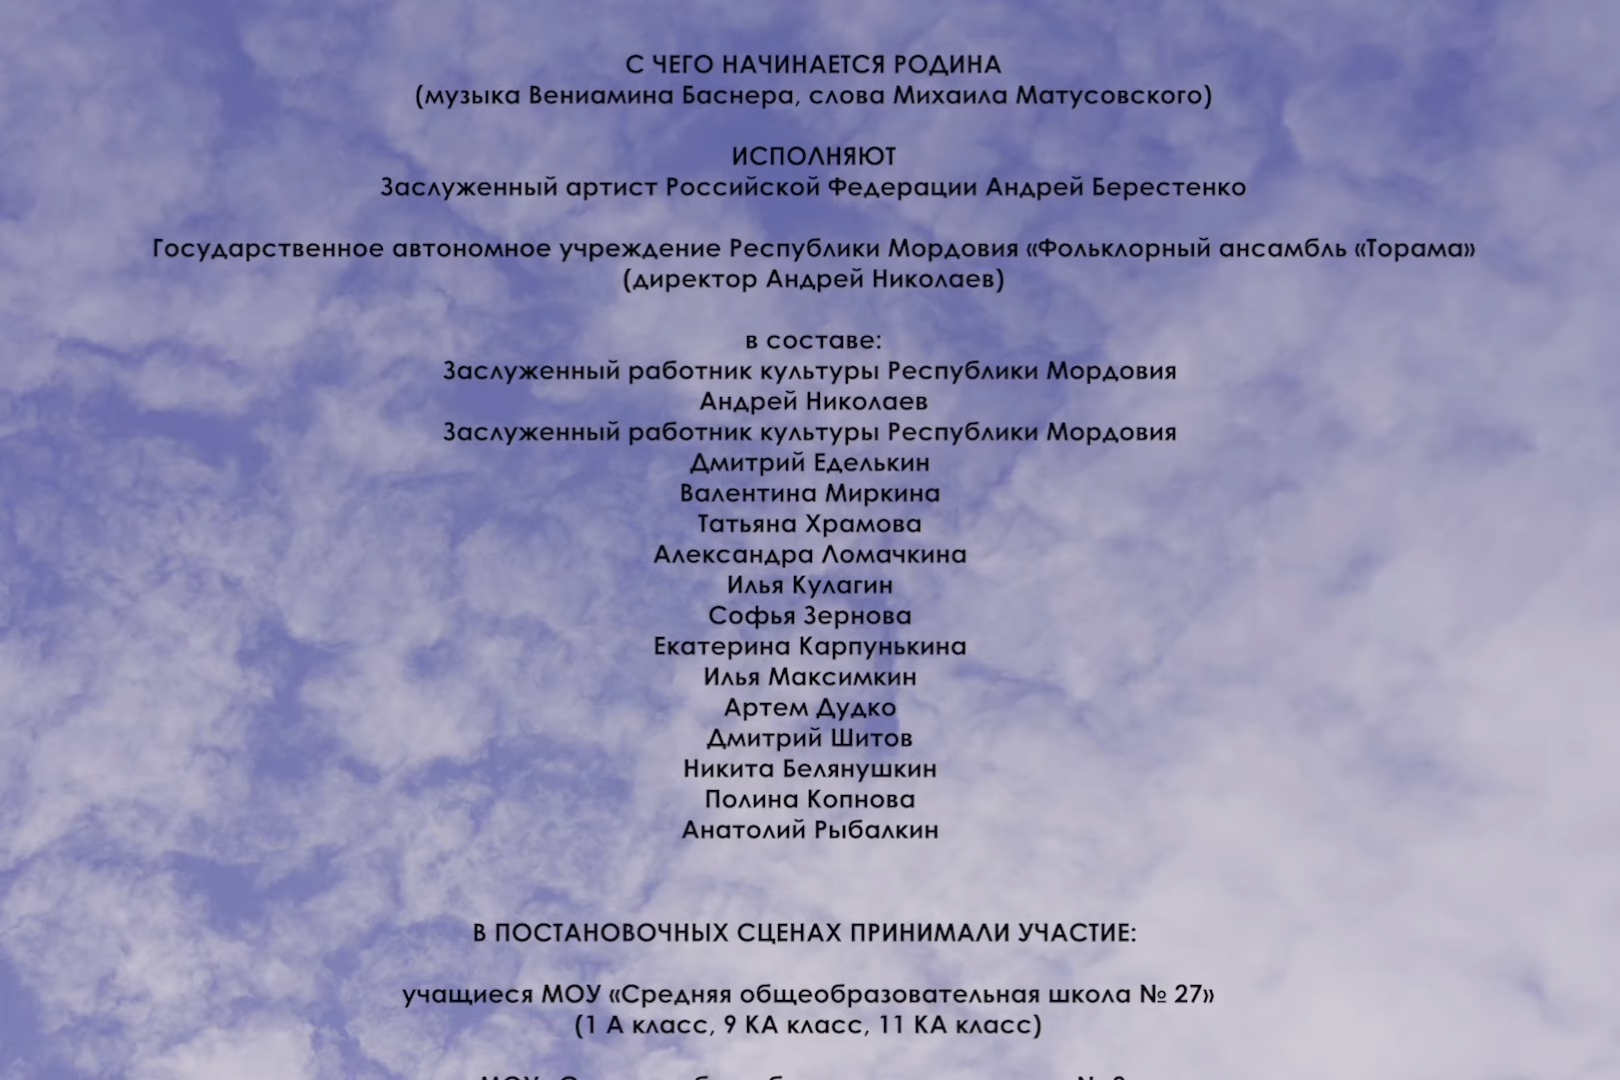 С ЧЕГО НАЧИНАЕТСЯ РОДИНА
(музыка Вениамина Баснера, слова Михаила Матусовского)
ИСПОЛНЯЮТ
Заслуженный артист Российской Федерации Андрей Берестенко
Государственное автономное учреждение Республики Мордовия «Фольклорный ансамбль «Торама»
(директор Андрей Николаев)
в составе:
Заслуженный работник культуры Республики Мордовия
Андрей Николаев
Заслуженный работник культуры Республики Мордовия
Дмитрий Еделькин
Валентина Миркина
Татьяна Храмова
Александра Ломачкина
Илья Кулагин
Софья Зернова
Екатерина Карпунькина
Илья Максимкин
Артем Дудко
Дмитрий Шитов
Никита Белянушкин
Полина Копнова
Анатолий Рыбалкин
В ПОСТАНОВОЧНЫХ СЦЕНАХ ПРИНИМАЛИ УЧАСТИЕ:
учащиеся МОУ «Средняя общеобразовательная школа № 27»
(1 А класс, 9 КА класс, 11 КА класс)